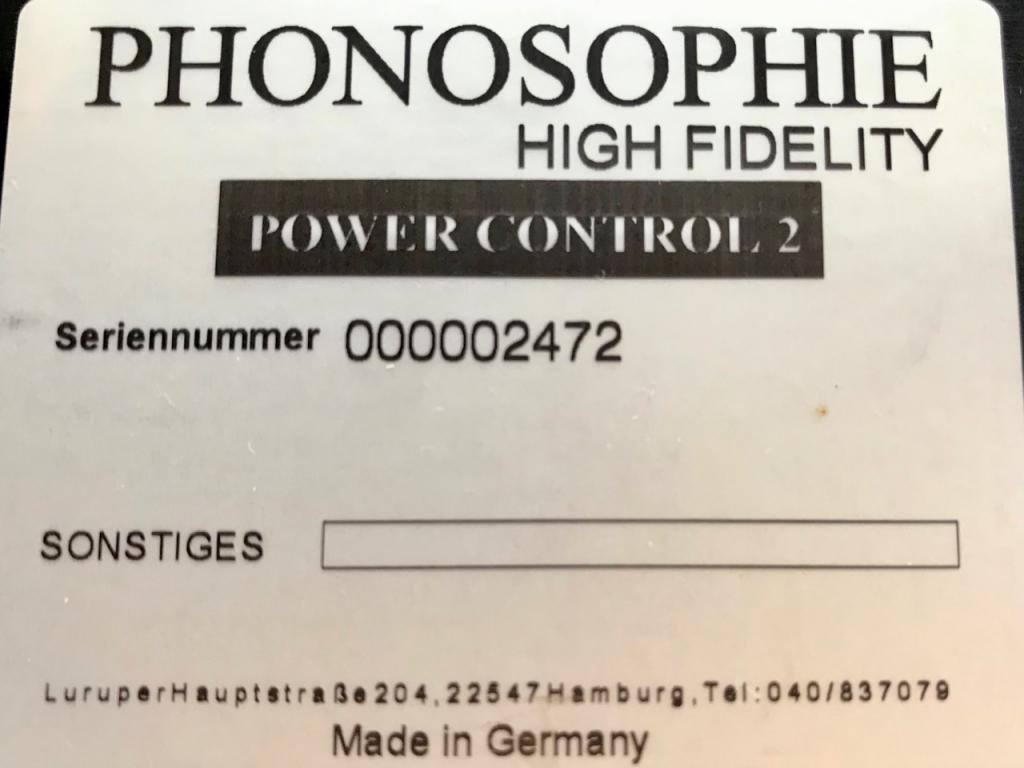 PHONOSOPHIE
HIGH FIDELITY
POWER CONTROL 2
Seriennummer 000002472
SONSTIGES
LuruperHauptstraße204,22547Hamburg,Tel:040/837079
Made in Germany